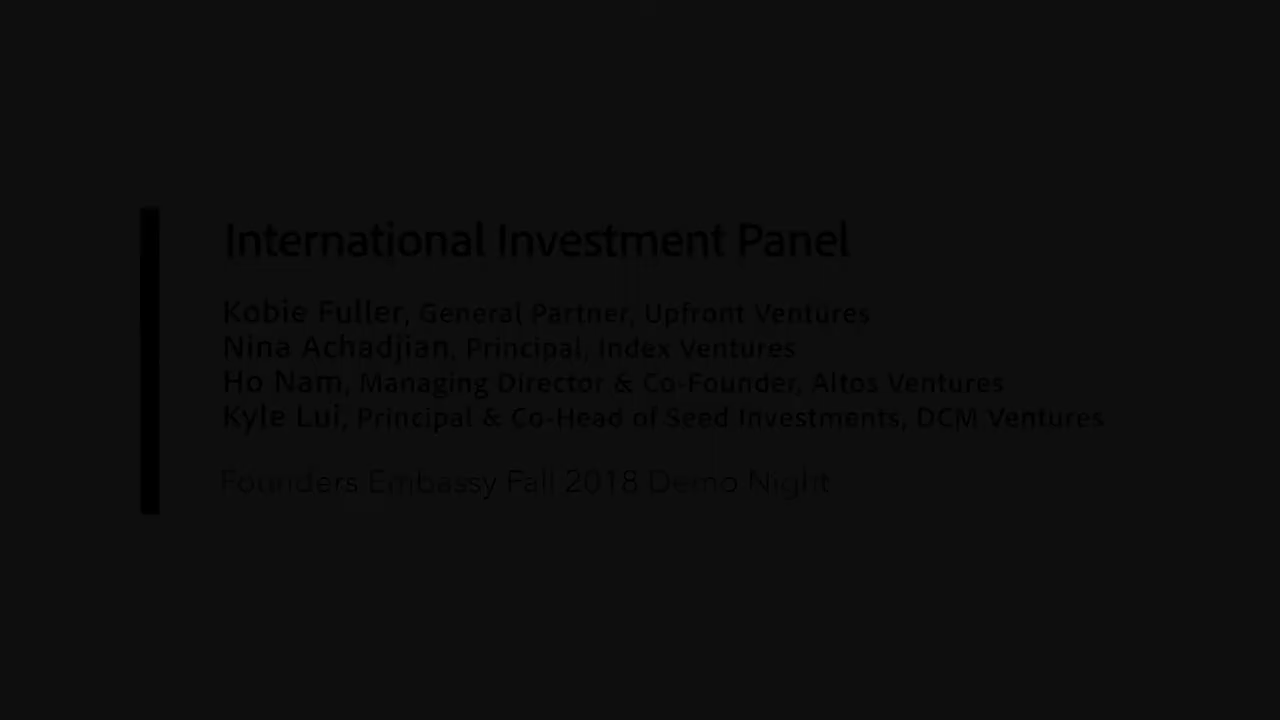 International Investment Panel
Kobie Fuller, General Partner, Upfront Ventures
Nina Achadjian, Principal, Index Ventures
Ho Nam, Managing Director & Co-Founder, Altos Ventures
Kyle Lui, Principal & Co-Head of Seed Investments, DCM Ventures
Founders Embassy Fall 2018 Demo Night